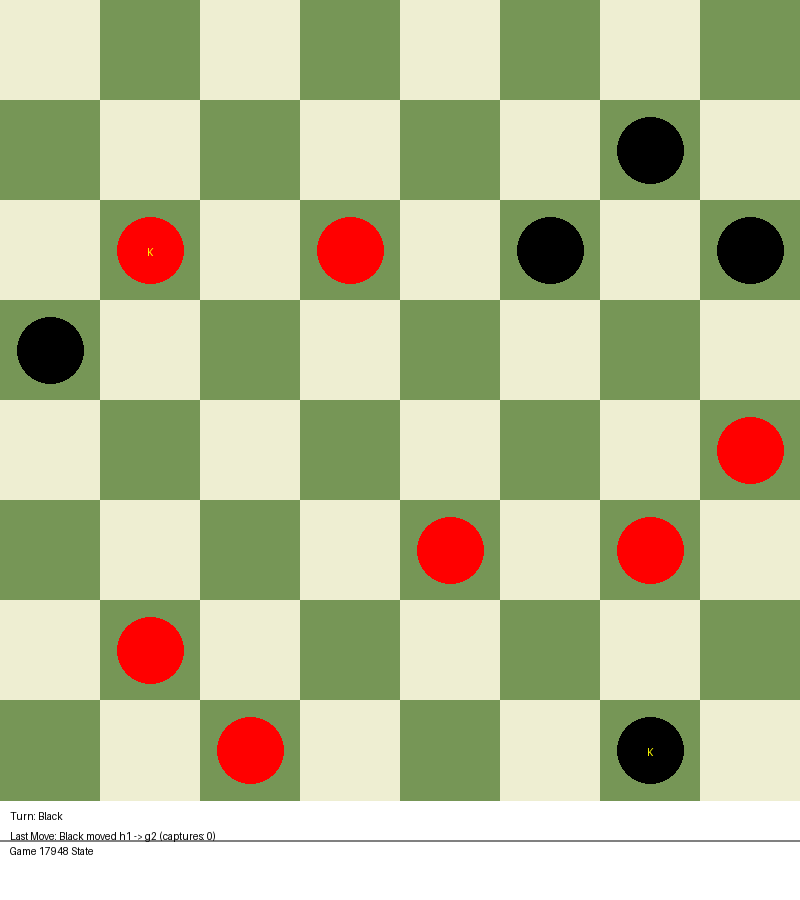 K
K
Turn: Black
Last Move: Black moved h1 -> g2 (captures: 0)
Game 17948 State